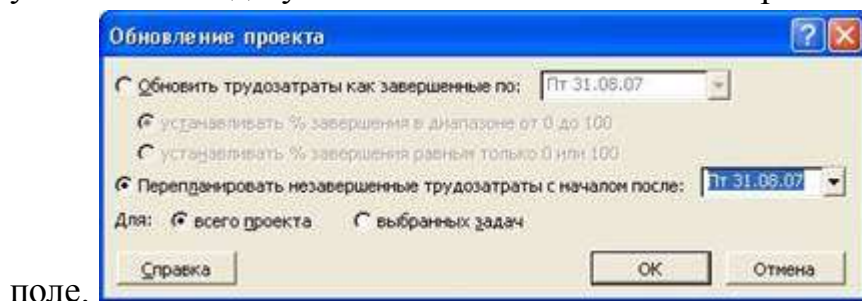 Обновление проекта
Обновить трудозатраты как завершенные по: Пт 31.08.07
устанавливать % завершения в диапазоне от 0 до 100
устанавливать % завершения равным только 0 или 100
Перепланировать незавершенные трудозатраты с началом после: Пт 31.08.07
Для: всего проекта выбранных задач
Справка ОК Отмена
поле.